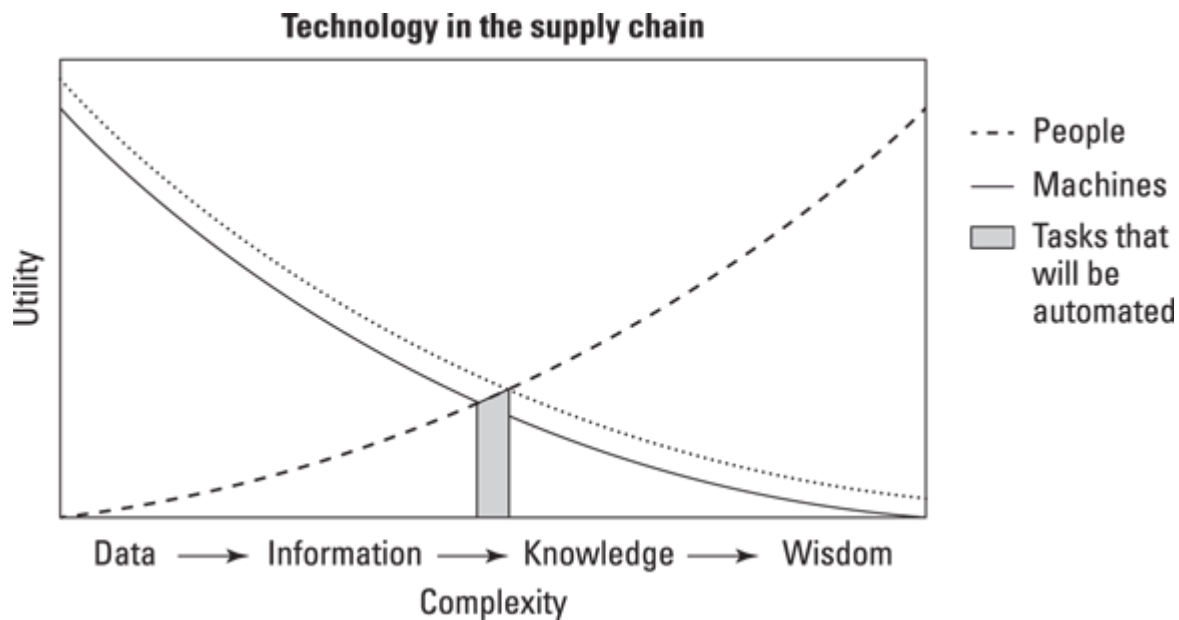 Technology in the supply chain
Utility
People
Machines
Tasks that
will be
automated
Data → Information → Knowledge → Wisdom
Complexity